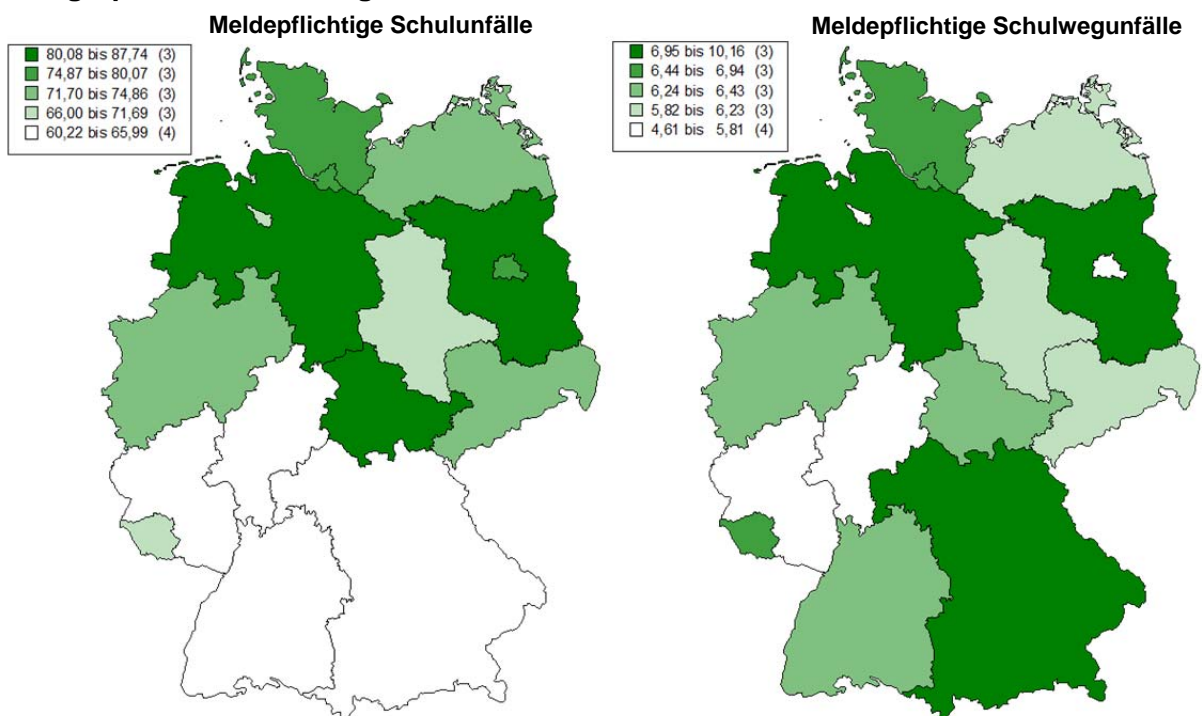 Meldepflichtige Schulunfälle
80,08 bis 87,74 (3)
74,87 bis 80,07 (3)
71,70 bis 74,86 (3)
66,00 bis 71,69 (3)
60,22 bis 65,99 (4)
Meldepflichtige Schulwegunfälle
6,95 bis 10,16 (3)
6,44 bis 6,94 (3)
6,24 bis 6,43 (3)
5,82 bis 6,23 (3)
4,61 bis 5,81 (4)